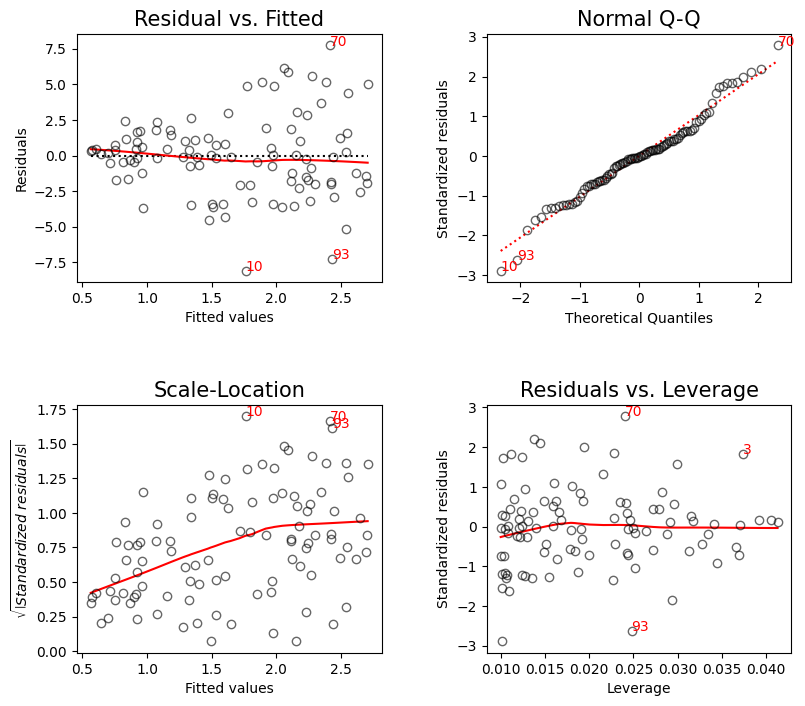 Residual vs. Fitted
Residuals
7.5
5.0
2.5
0.0
−2.5
−5.0
−7.5
70
10
93
0.5 1.0 1.5 2.0 2.5
Fitted values
Normal Q-Q
Standardized residuals
3
2
1
0
−1
−2
−3
70
93
10
−2 −1 0 1 2
Theoretical Quantiles
Scale-Location
√|Standardized residuals|
1.75
1.50
1.25
1.00
0.75
0.50
0.25
0.00
10
70
93
0.5 1.0 1.5 2.0 2.5
Fitted values
Residuals vs. Leverage
Standardized residuals
3
2
1
0
−1
−2
−3
70
3
93
0.010 0.015 0.020 0.025 0.030 0.035 0.040
Leverage